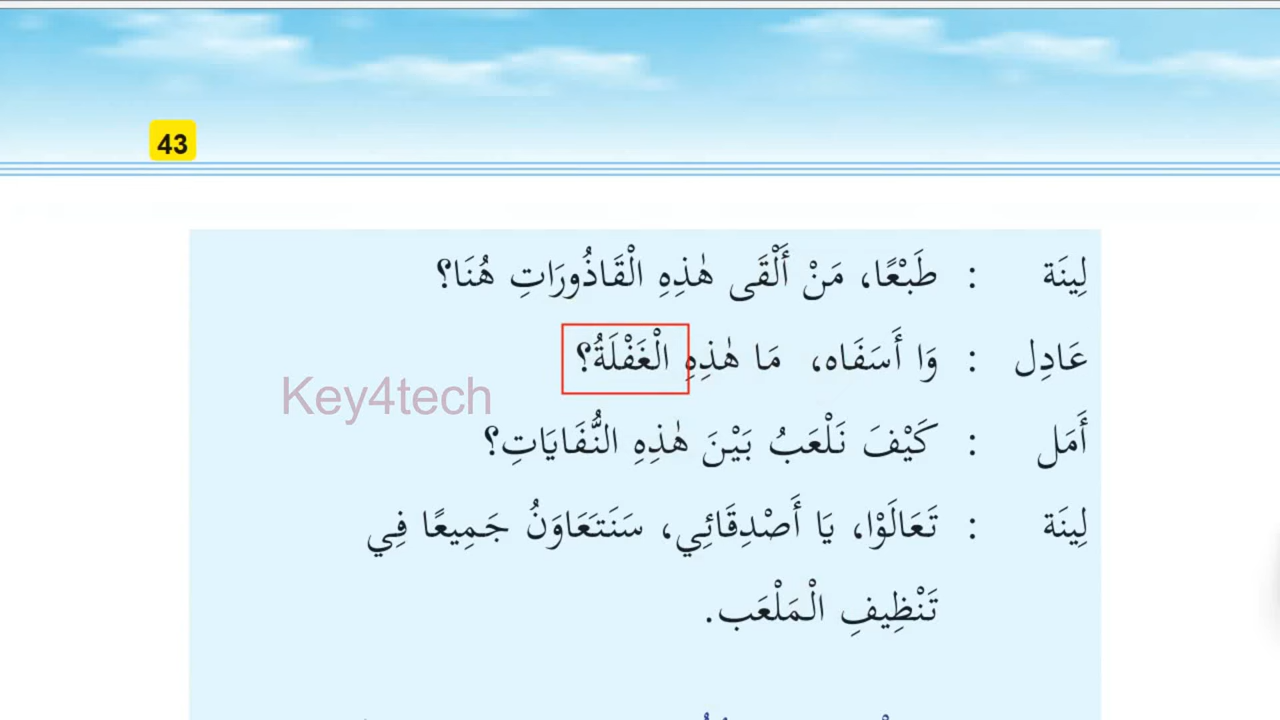 43
لِينَة : طَبْعًا، مَنْ أَلْقَى هٰذِهِ الْقَاذُورَاتِ هُنَا؟
عَادِل : وَا أَسَفَاه، مَا هٰذِهِ الْغَفْلَةُ؟
Key4tech
أَمَل : كَيْفَ نَلْعَبُ بَيْنَ هٰذِهِ النُّفَايَاتِ؟
لِينَة : تَعَالَوْا، يَا أَصْدِقَائِي، سَنَتَعَاوَنُ جَمِيعًا فِي
تَنْظِيفِ الْمَلْعَب.